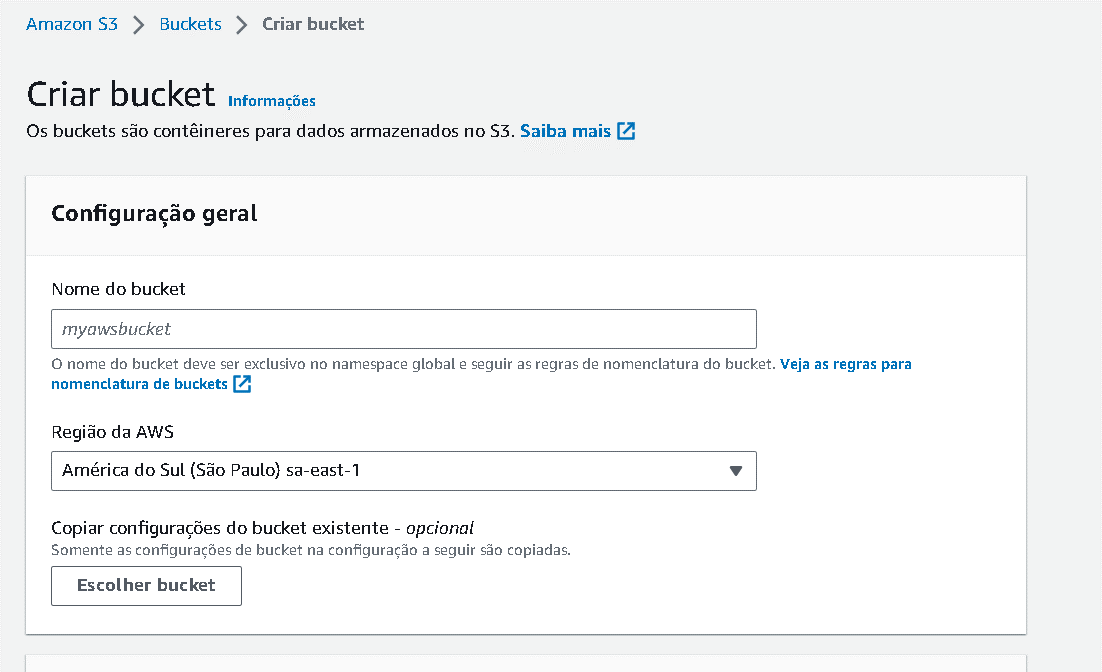 Amazon S3 > Buckets > Criar bucket
Criar bucket Informações
Os buckets são contêineres para dados armazenados no S3. Saiba mais
Configuração geral
Nome do bucket
myawsbucket
O nome do bucket deve ser exclusivo no namespace global e seguir as regras de nomenclatura do bucket. Veja as regras para
nomenclatura de buckets
Região da AWS
América do Sul (São Paulo) sa-east-1
Copiar configurações do bucket existente - opcional
Somente as configurações de bucket na configuração a seguir são copiadas.
Escolher bucket